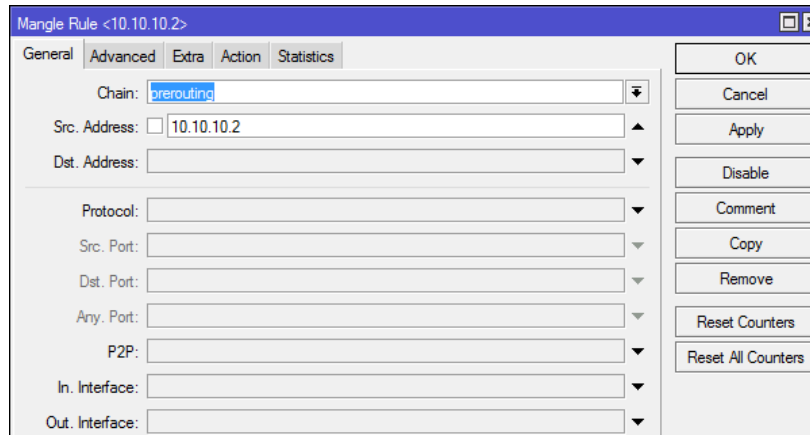 Mangle Rule <10.10.10.2>
General Advanced Extra Action Statistics
Chain: prerouting
Src. Address: 10.10.10.2
Dst. Address:
Protocol:
Src. Port:
Dst. Port:
Any. Port:
P2P:
In. Interface:
Out. Interface:
OK
Cancel
Apply
Disable
Comment
Copy
Remove
Reset Counters
Reset All Counters